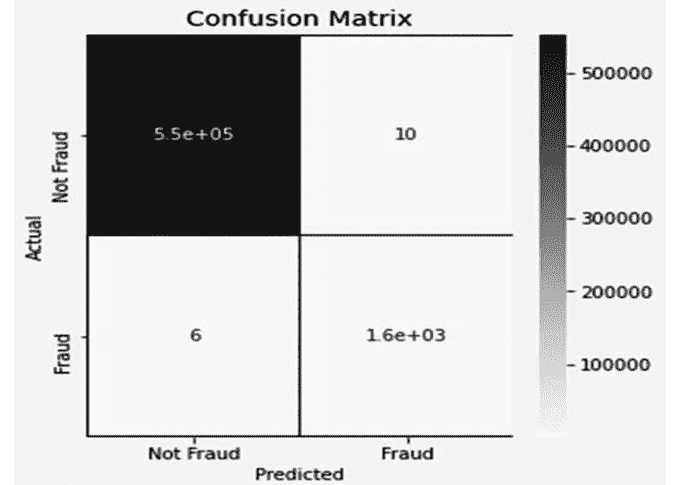 Confusion Matrix
500000
5.5e+05
10
Not Fraud
400000
300000
Actual
200000
6
1.6e+03
Fraud
100000
Not Fraud
Fraud
Predicted